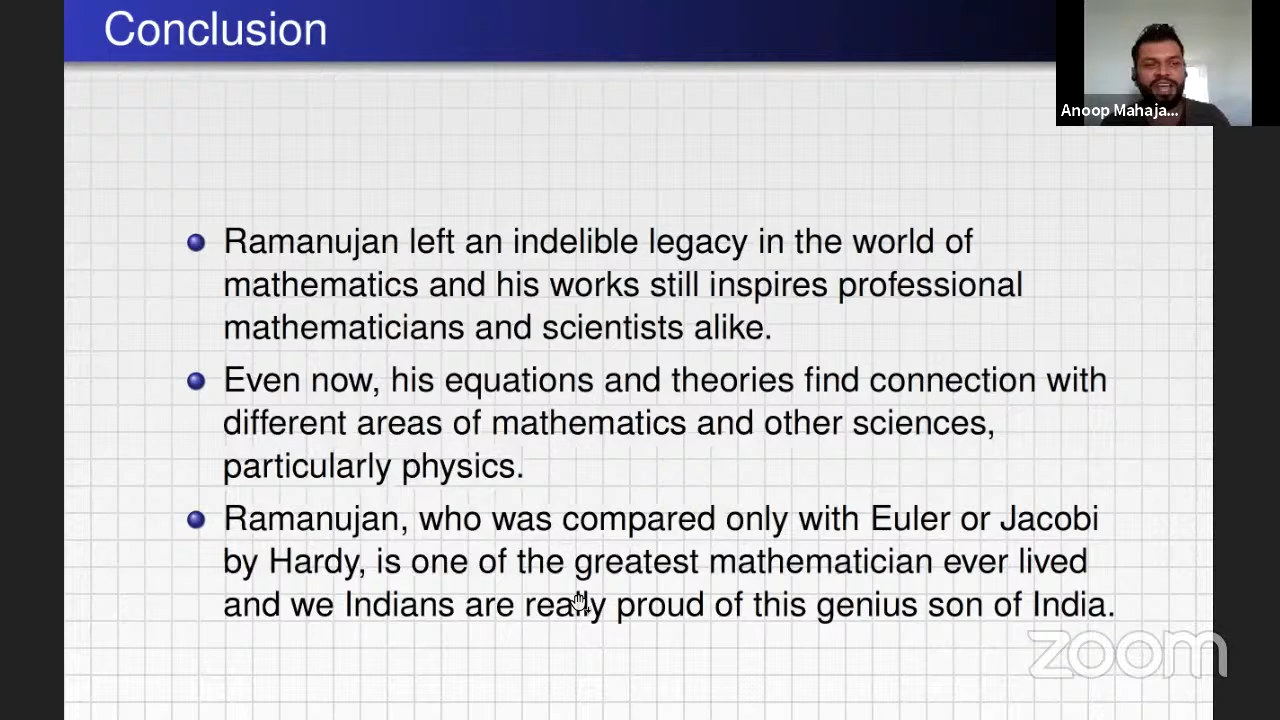 Conclusion
Anoop Mahaja...
Ramanujan left an indelible legacy in the world of
mathematics and his works still inspires professional
mathematicians and scientists alike.
Even now, his equations and theories find connection with
different areas of mathematics and other sciences,
particularly physics.
Ramanujan, who was compared only with Euler or Jacobi
by Hardy, is one of the greatest mathematician ever lived
and we Indians are really proud of this genius son of India.
zoom